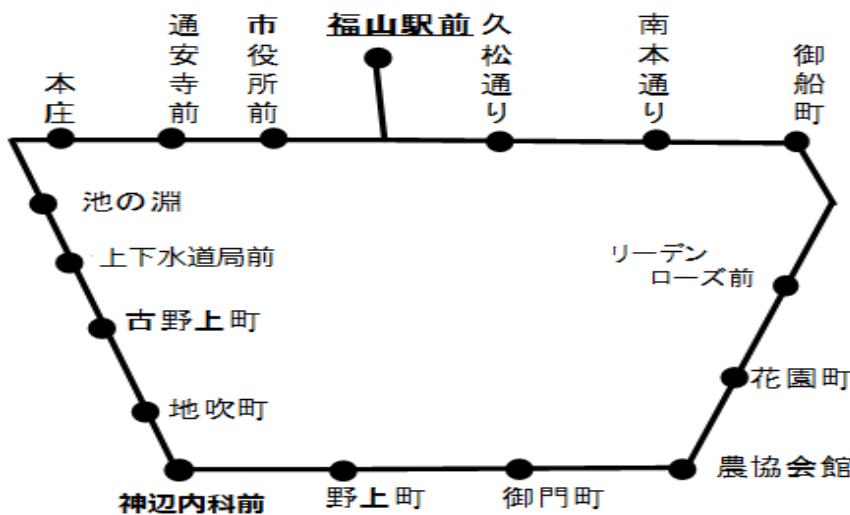 本庄
通安寺前
市役所前
福山駅前
久松通り
南本通り
御船町
池の淵
上下水道局前
古野上町
地吹町
神辺内科前
野上町
御門町
農協会館
花園町
リーデン
ローズ前